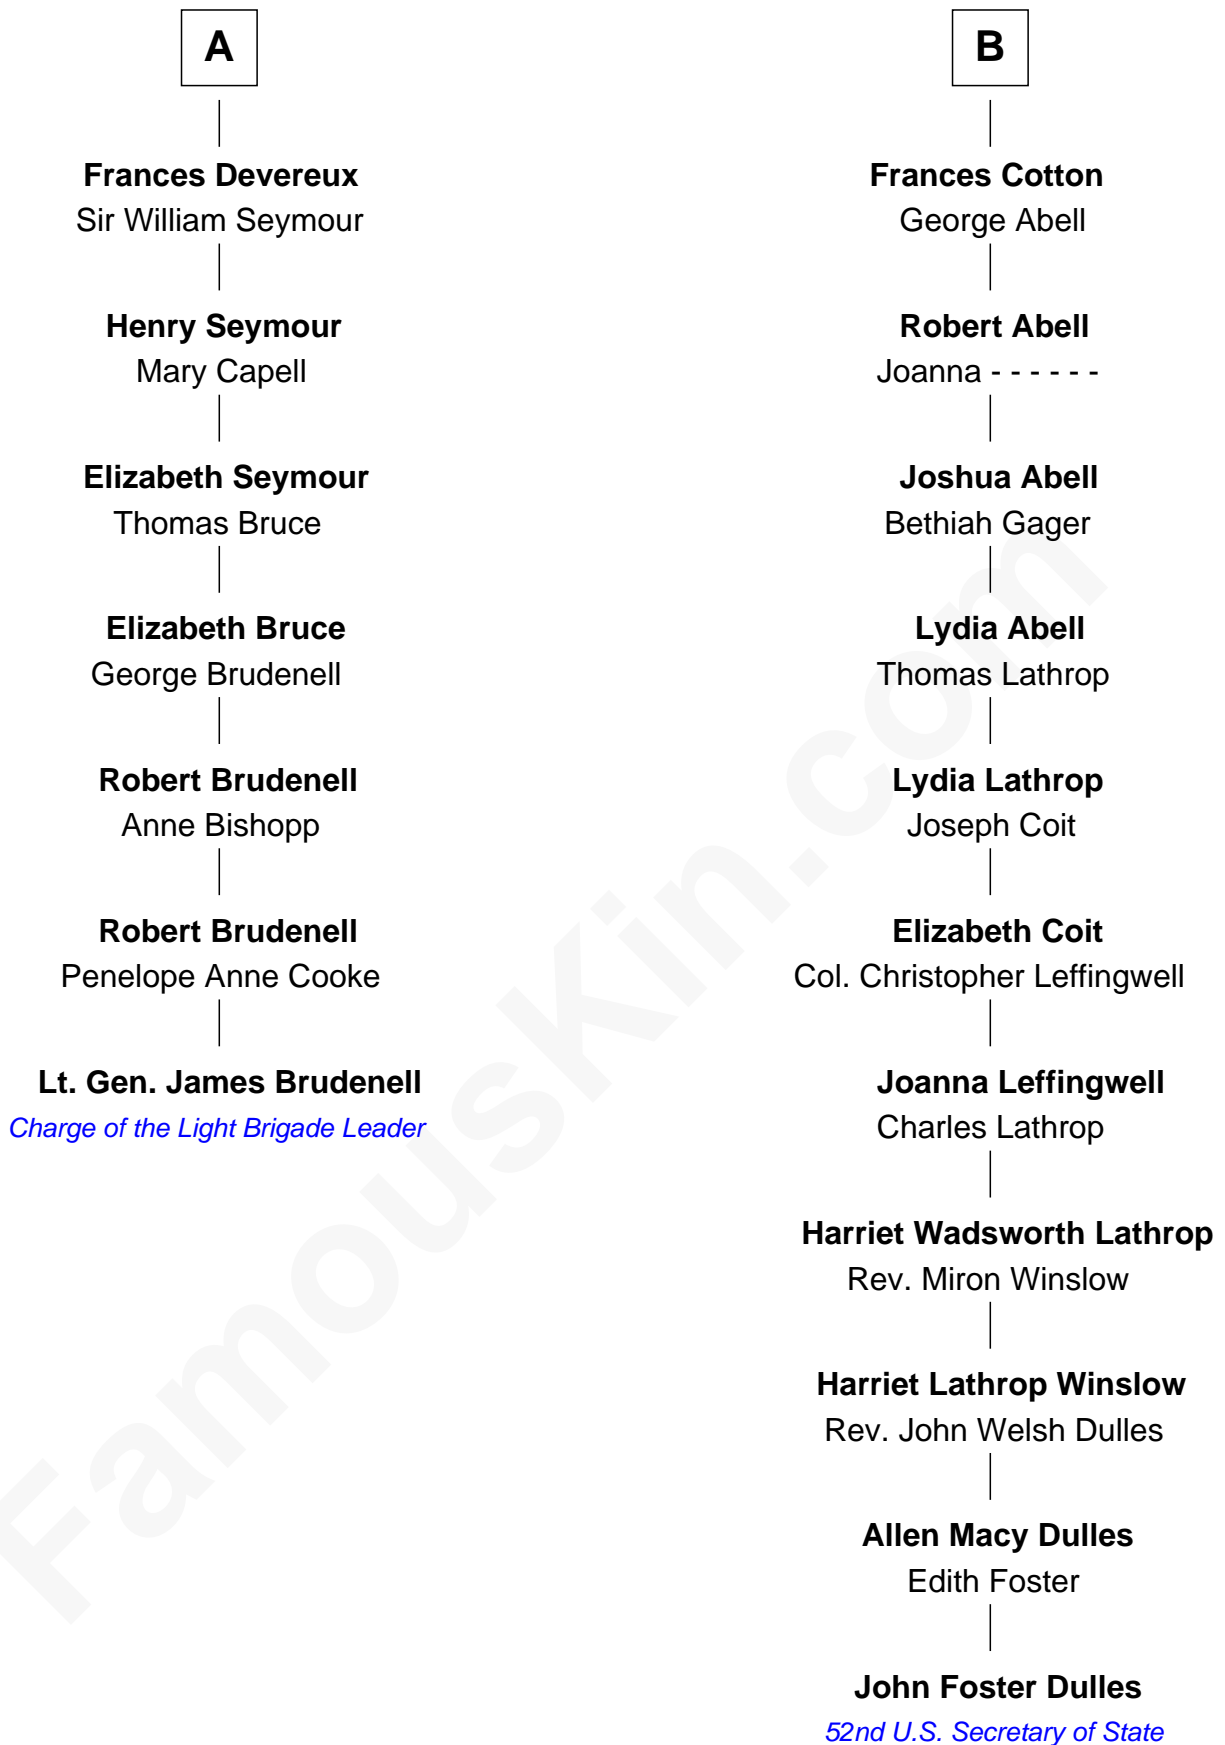 A
Frances Devereux
Sir William Seymour
Henry Seymour
Mary Capell
Elizabeth Seymour
Thomas Bruce
Elizabeth Bruce
George Brudenell
Robert Brudenell
Anne Bishopp
Robert Brudenell
Penelope Anne Cooke
Lt. Gen. James Brudenell
Charge of the Light Brigade Leader
B
Frances Cotton
George Abell
Robert Abell
Joanna - - - - - -
Joshua Abell
Bethiah Gager
Lydia Abell
Thomas Lathrop
Lydia Lathrop
Joseph Coit
Elizabeth Coit
Col. Christopher Leffingwell
Joanna Leffingwell
Charles Lathrop
Harriet Wadsworth Lathrop
Rev. Miron Winslow
Harriet Lathrop Winslow
Rev. John Welsh Dulles
Allen Macy Dulles
Edith Foster
John Foster Dulles
52nd U.S. Secretary of State
FamousKin.com